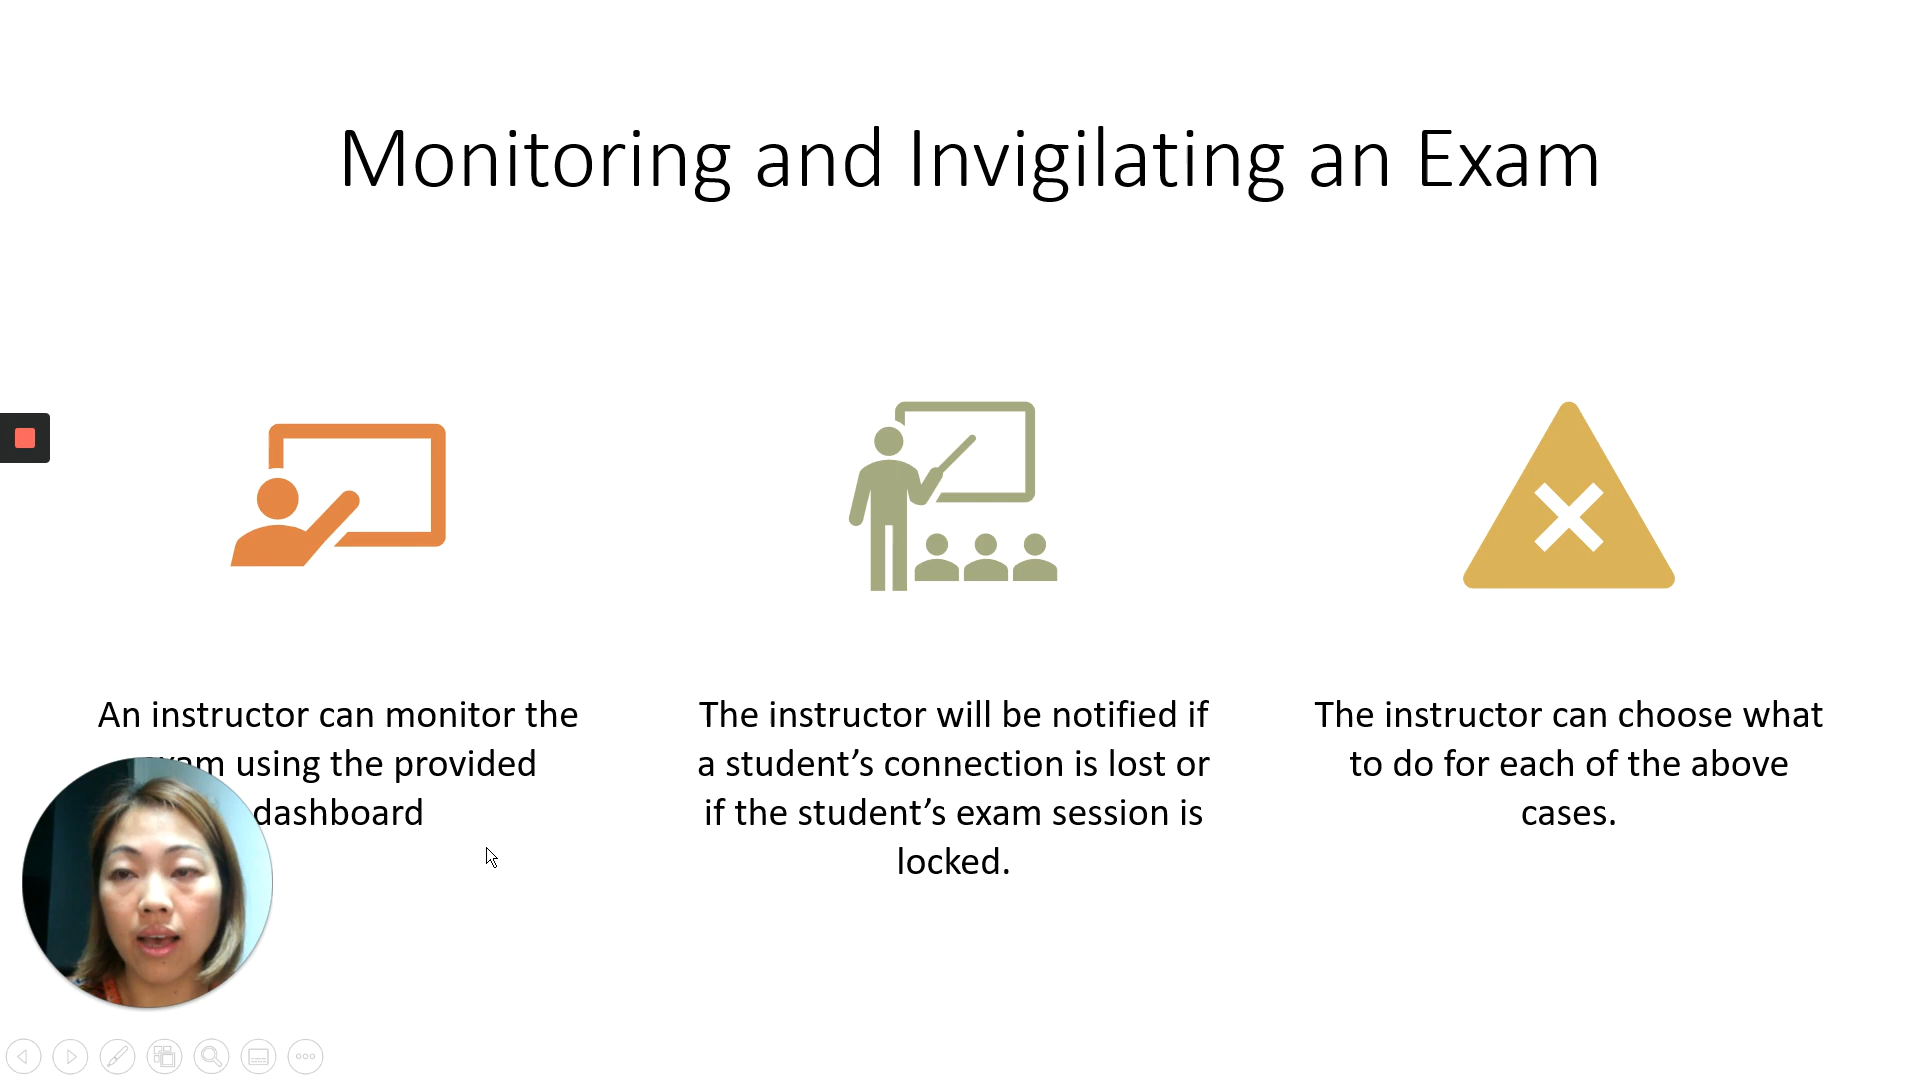 Monitoring and Invigilating an Exam
An instructor can monitor the
using the provided
dashboard
The instructor will be notified if
a student’s connection is lost or
if the student’s exam session is
locked.
The instructor can choose what
to do for each of the above
cases.